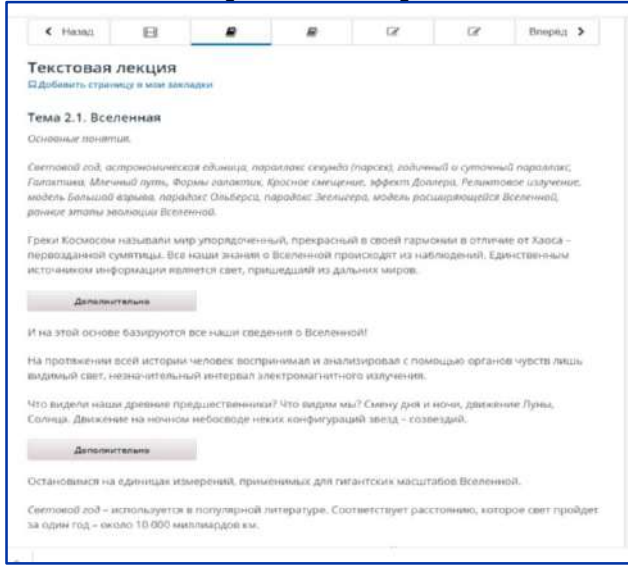 Назад
Вперед
Текстовая лекция
Добавить страницу в мои закладки
Тема 2.1. Вселенная
Основные понятия.
Световой год, астрономическая единица, параллакс секунда (парсек), годичный и суточный параллакс,
Галактика, Млечный путь, Формы галактик, Красное смещение, эффект Доплера, Реликтовое излучение,
модель Большого взрыва, парадокс Ольберса, парадокс Зеелигера, модель расширяющейся Вселенной,
ранние этапы эволюции Вселенной.
Греки Космосом называли мир упорядоченный, прекрасный в своей гармонии в отличие от Хаоса –
первозданной сумятицы. Все наши знания о Вселенной происходят из наблюдений. Единственным
источником информации является свет, пришедший из дальних миров.
Дополнительно
И на этой основе базируются все наши сведения о Вселенной!
На протяжении всей истории человек воспринимал и анализировал с помощью органов чувств лишь
видимый свет, незначительный интервал электромагнитного излучения.
Что видели наши древние предшественники? Что видим мы? Смену дня и ночи, движение Луны,
Солнца. Движение на ночном небосводе неких конфигураций звезд – созвездий.
Дополнительно
Остановимся на единицах измерений, применимых для гигантских масштабов Вселенной.
Световой год – используется в популярной литературе. Соответствует расстоянию, которое свет пройдет
за один год – около 10 000 миллиардов км.